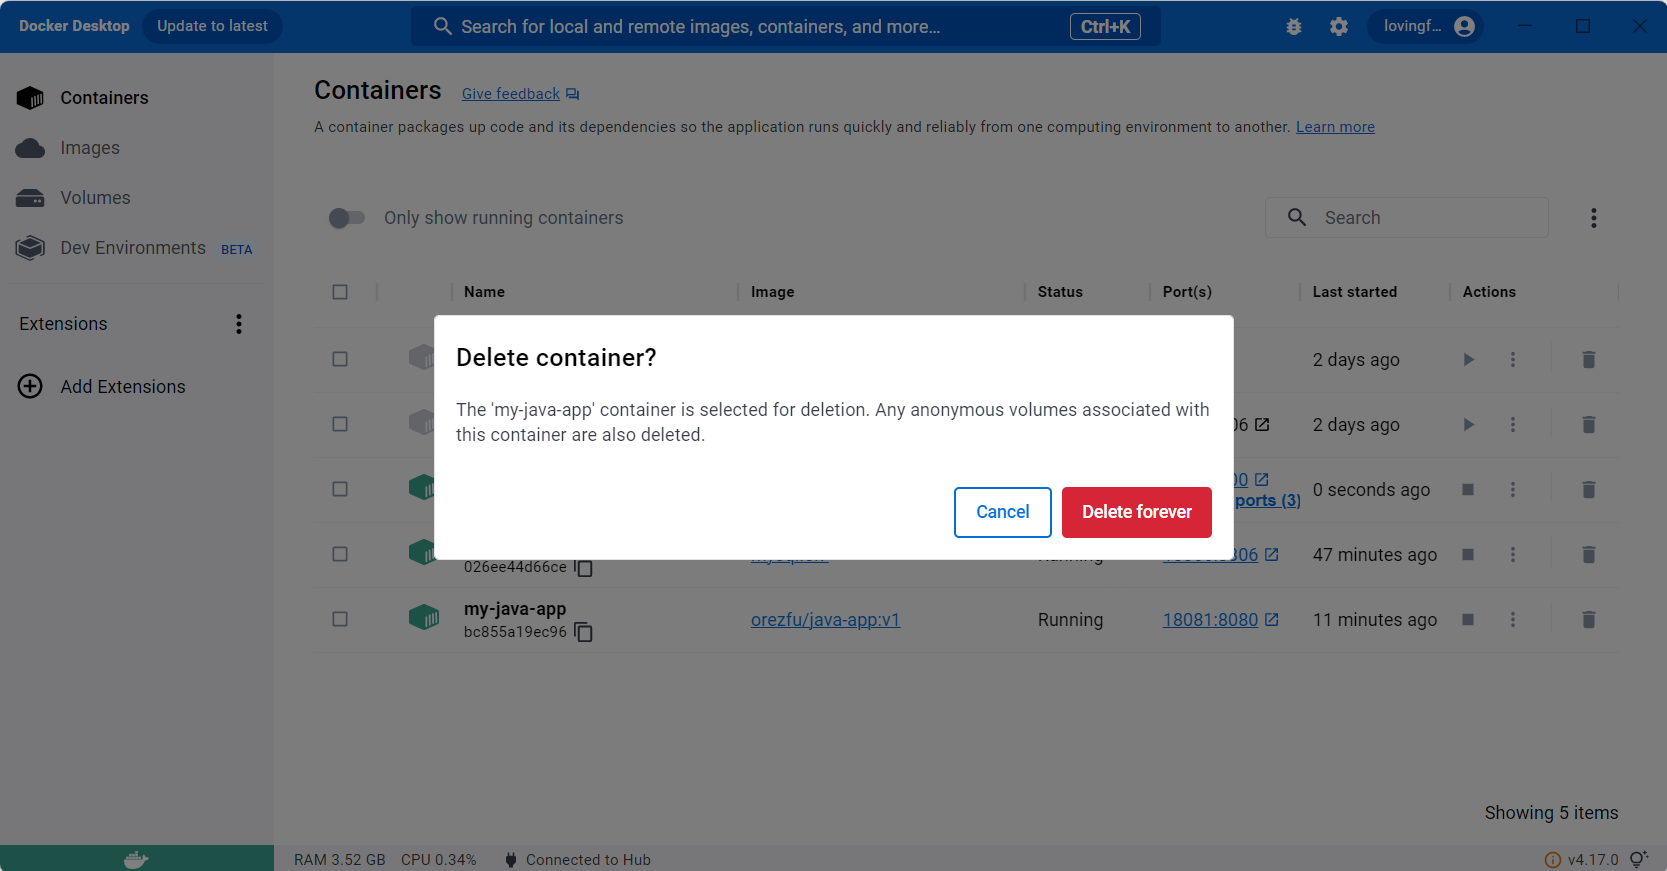 Docker Desktop
Update to latest
Search for local and remote images, containers, and more...
Ctrl+K
lovingf...
Containers
Images
Volumes
Dev Environments BETA
Extensions
Add Extensions
Containers Give feedback
A container packages up code and its dependencies so the application runs quickly and reliably from one computing environment to another. Learn more
Only show running containers
Search
Name Image Status Port(s) Last started Actions
2 days ago
06 2 days ago
00
ports (3) 0 seconds ago
Delete container?
The 'my-java-app' container is selected for deletion. Any anonymous volumes associated with
this container are also deleted.
Cancel Delete forever
47 minutes ago
026ee44d66ce
my-java-app
bc855a19ec96
orezfu/java-app:v1 Running 18081:8080 11 minutes ago
Showing 5 items
RAM 3.52 GB CPU 0.34% Connected to Hub
v4.17.0